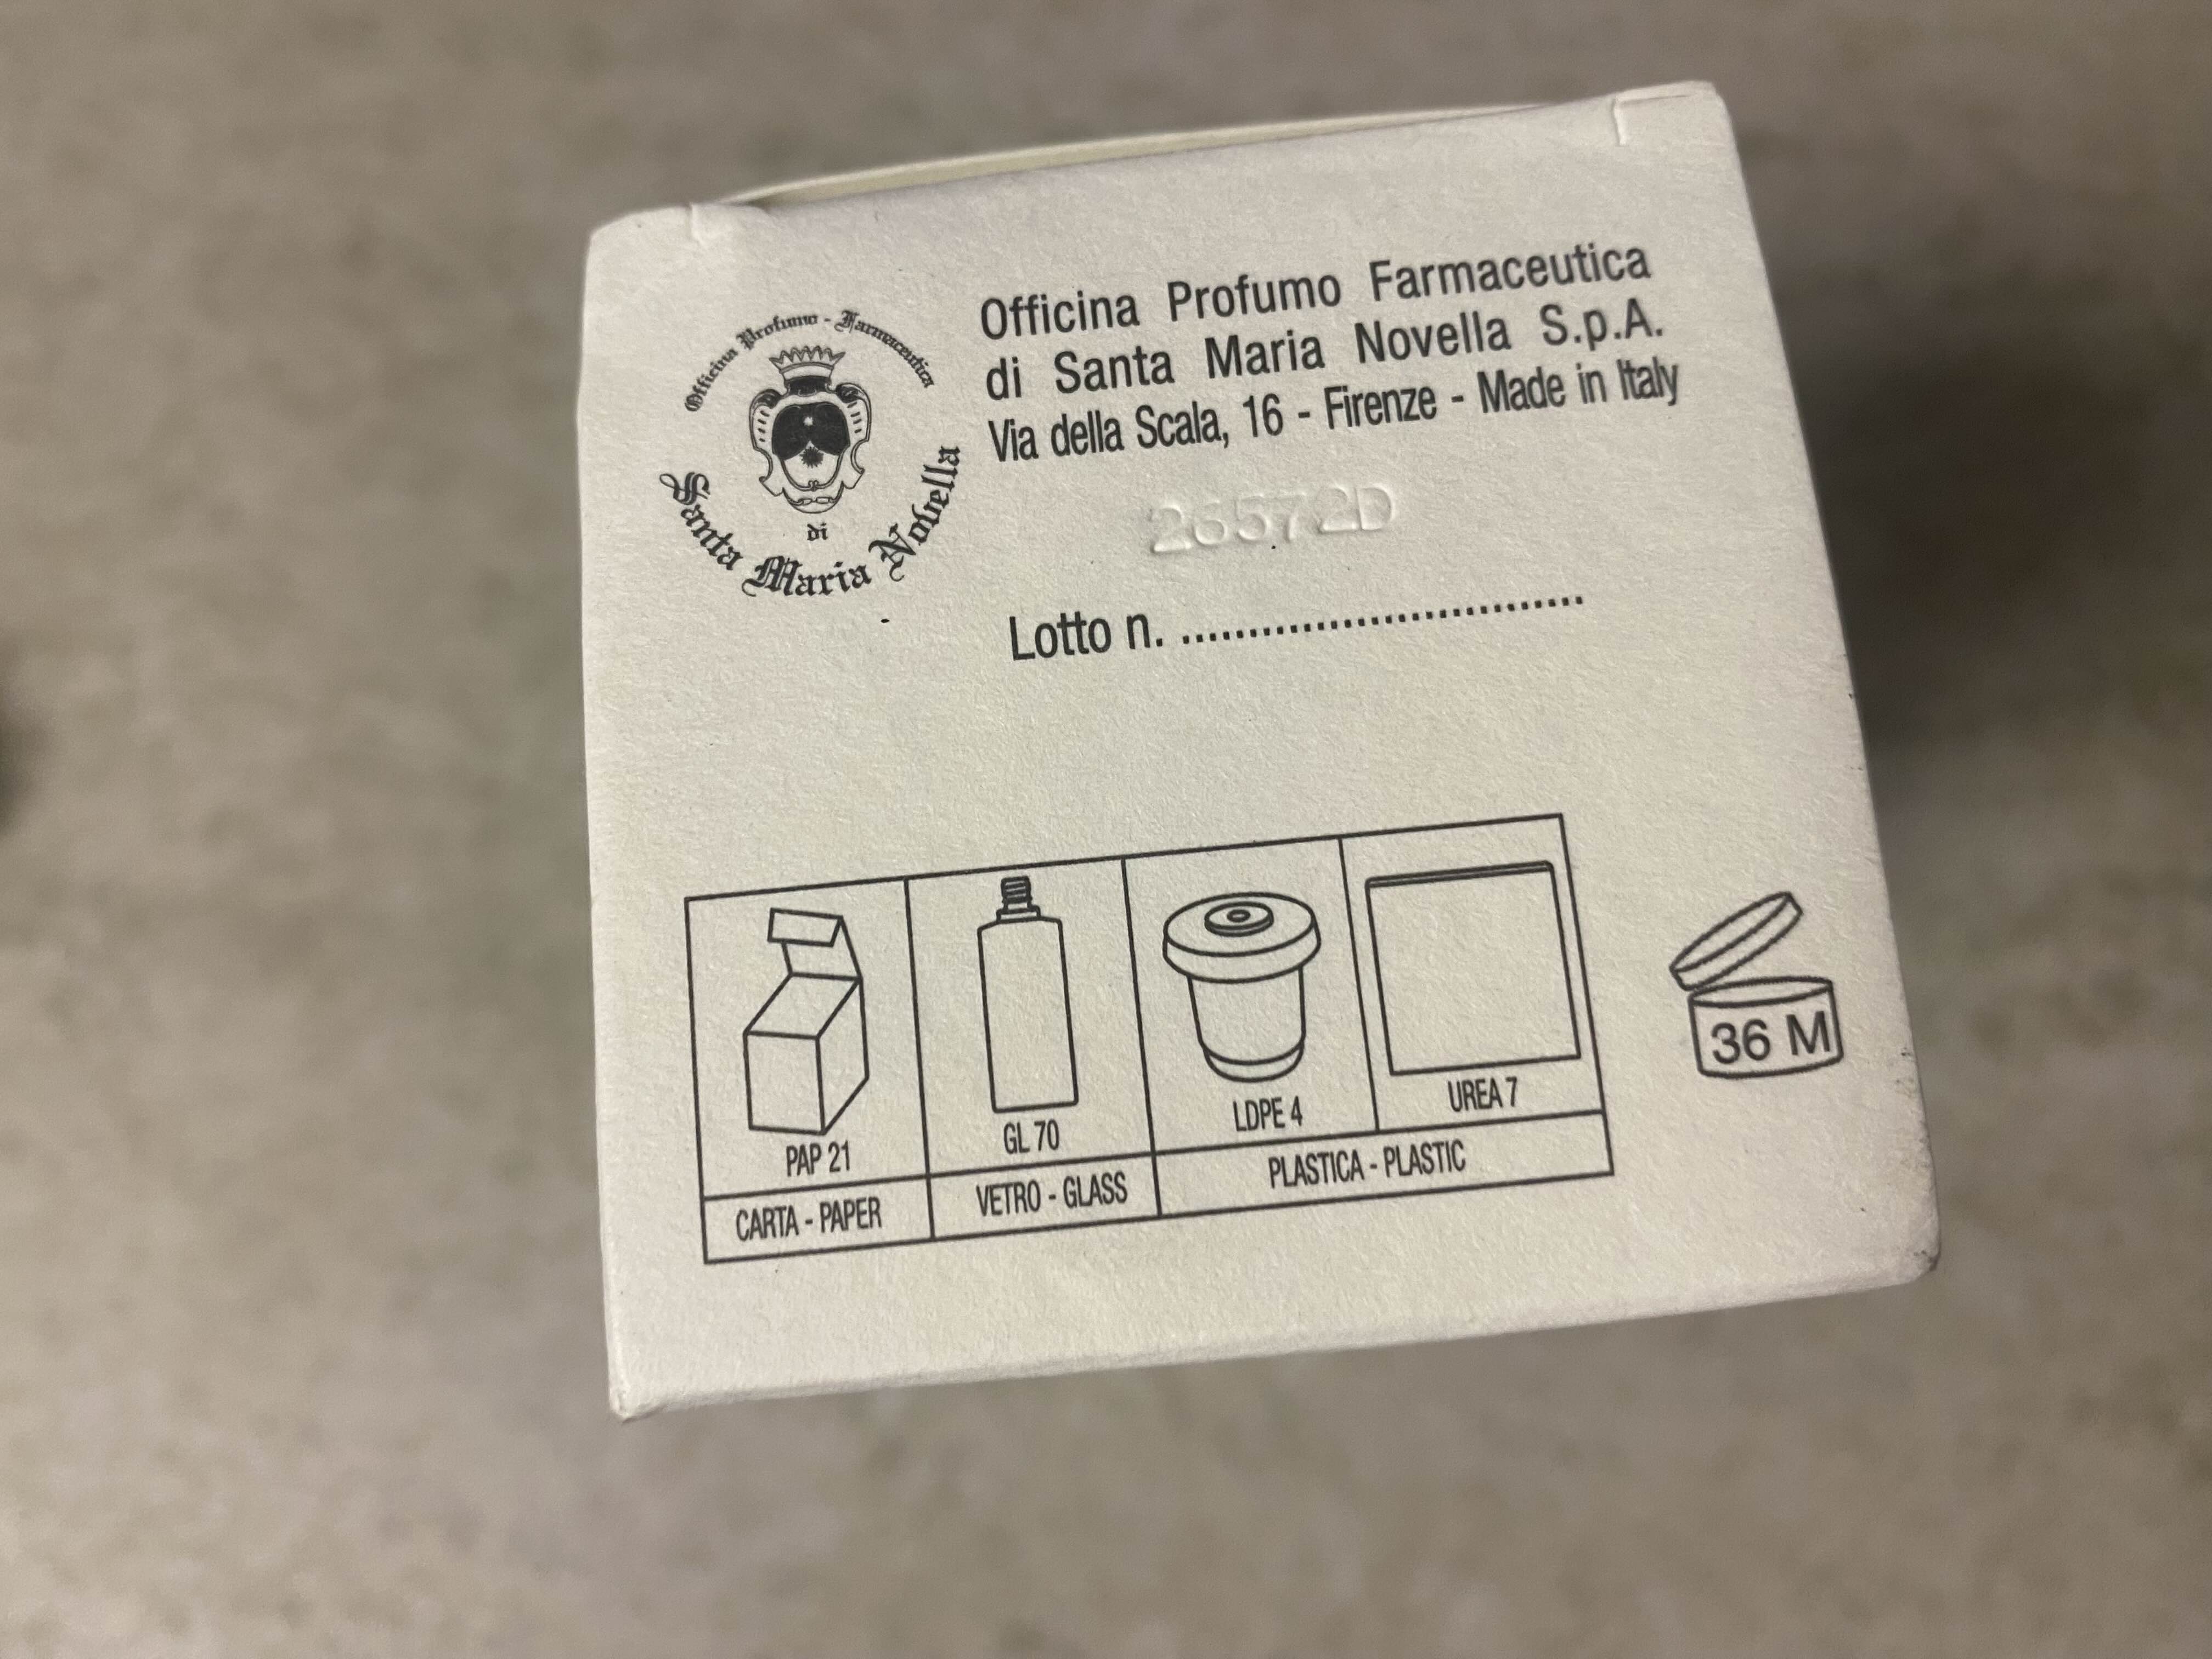 Officina Profumo - Farmaceutica
di
Santa Maria Novella
Officina Profumo Farmaceutica
di Santa Maria Novella S.p.A.
Via della Scala, 16 - Firenze - Made in Italy
26572D
Lotto n. ..............................
PAP 21
GL 70
LDPE 4
UREA 7
CARTA - PAPER
VETRO - GLASS
PLASTICA - PLASTIC
36 M